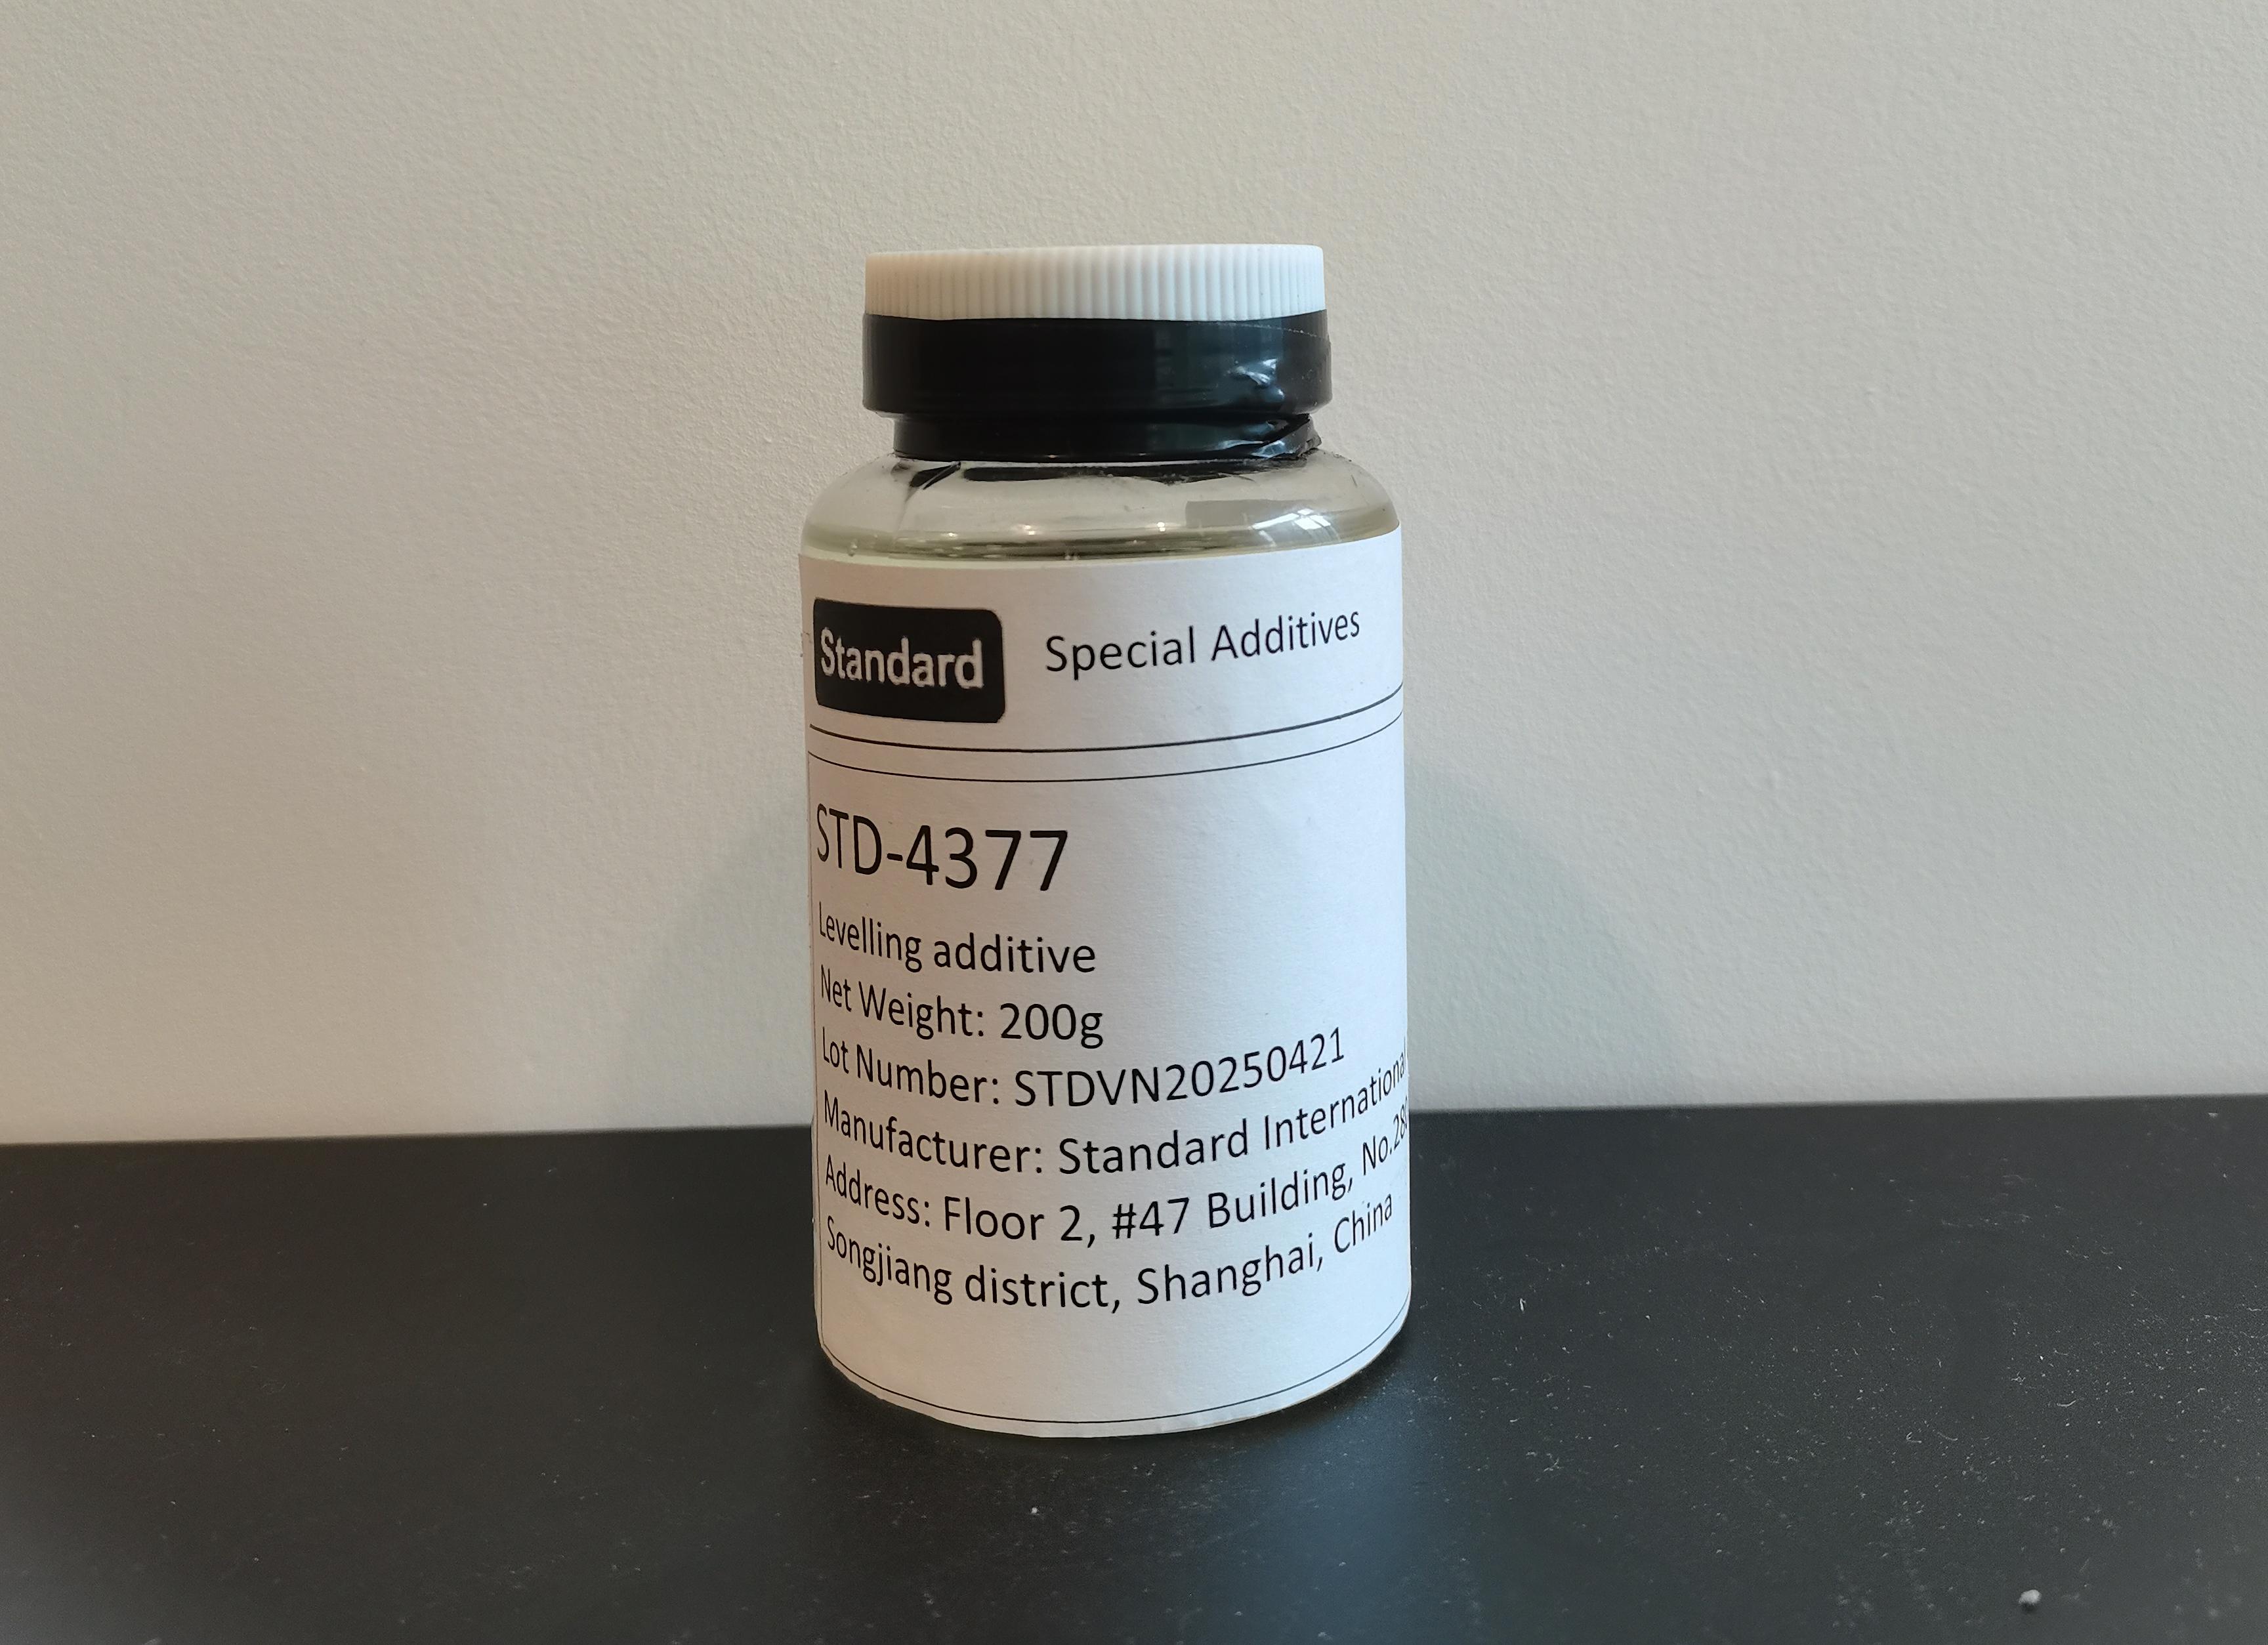 Standard Special Additives
STD-4377
Levelling additive
Net Weight: 200g
Lot Number: STDVN20250421
Manufacturer: Standard International
Address: Floor 2, #47 Building,
Songjiang district, Shanghai, China